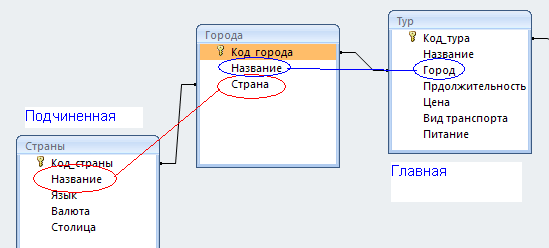 Города
Код_города
Название
Страна
Тур
Код_тура
Название
Город
Прдолжительность
Цена
Вид транспорта
Питание
Подчиненная
Страны
Код_страны
Название
Язык
Валюта
Столица
Главная